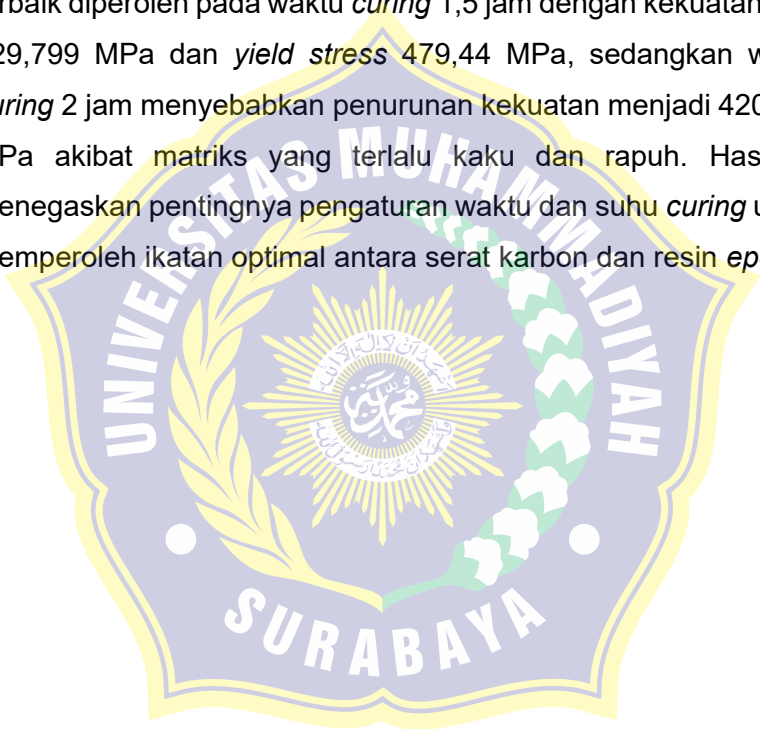 rbaik diperoleh pada waktu curing 1,5 jam dengan kekuatan
29,799 MPa dan yield stress 479,44 MPa, sedangkan w
uring 2 jam menyebabkan penurunan kekuatan menjadi 420
Pa akibat matriks yang terlalu kaku dan rapuh. Has
enegaskan pentingnya pengaturan waktu dan suhu curing u
emperoleh ikatan optimal antara serat karbon dan resin ep
UNIVERSITAS MUHAMMADIYAH
SURABAYA